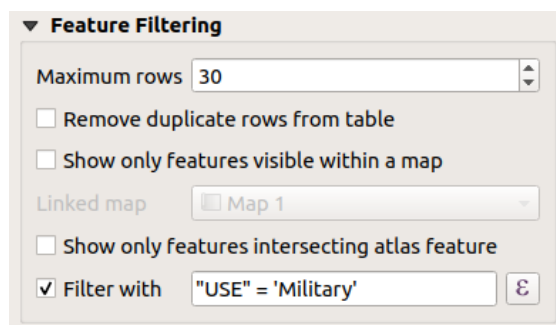 Feature Filtering
Maximum rows 30
Remove duplicate rows from table
Show only features visible within a map
Linked map Map 1
Show only features intersecting atlas feature
Filter with "USE" = 'Military' ε